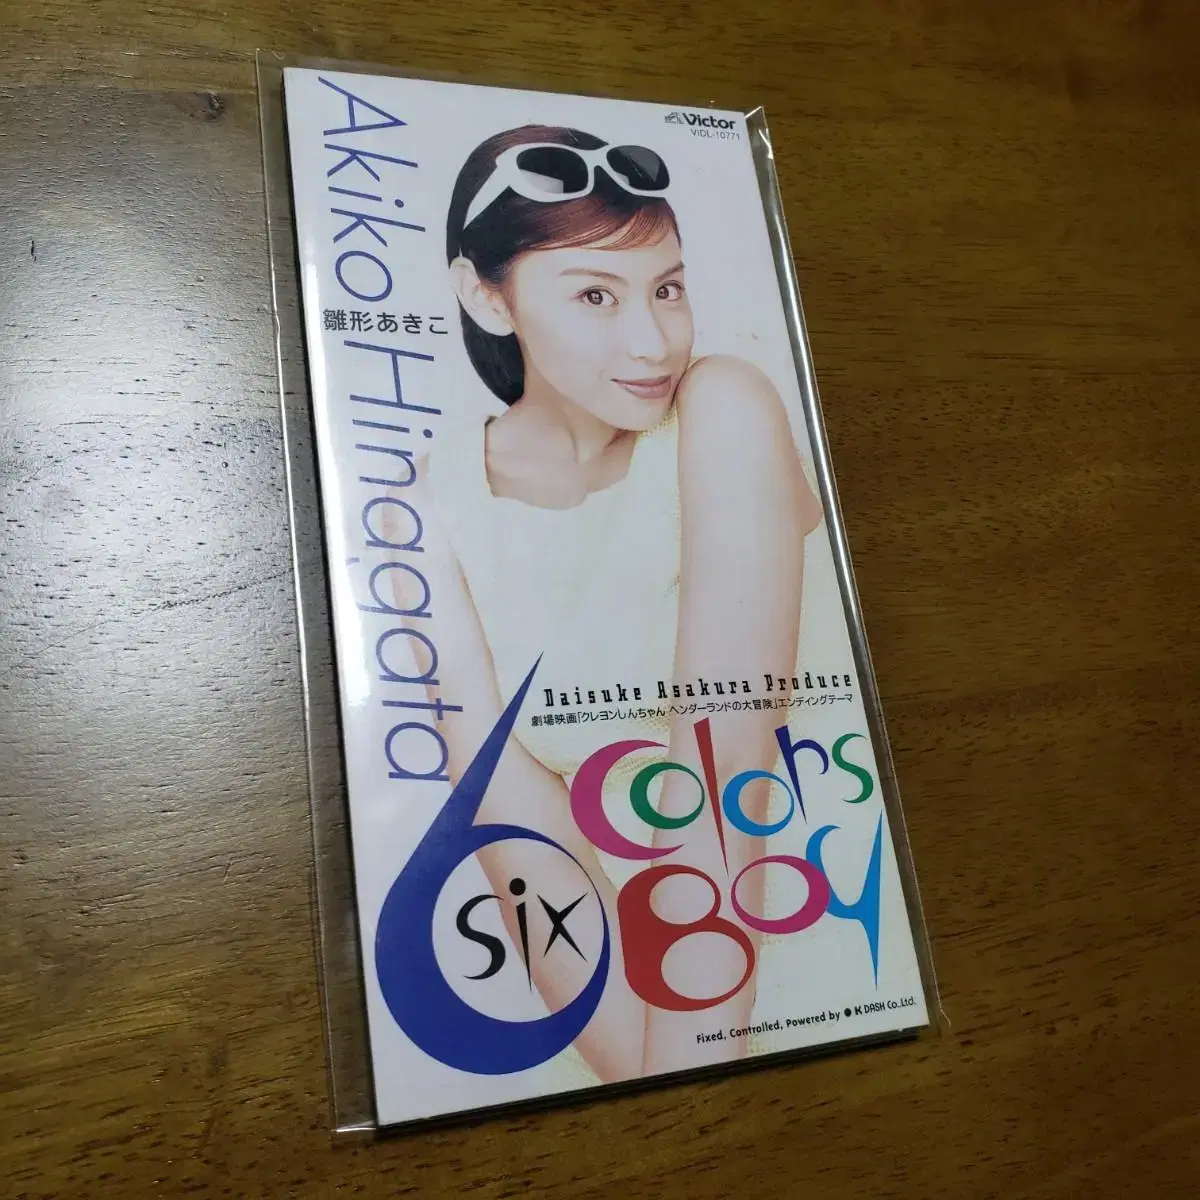 Victor
VIDL-10771
Akiko Hinagata
雛形あきこ
Daisuke Asakura Produce
劇場映画「クレヨンしんちゃん ヘンダーランドの大冒険」エンディングテーマ
6 Colors
six Boy
Fixed, Controlled, Powered by ● K DASH Co.,Ltd.